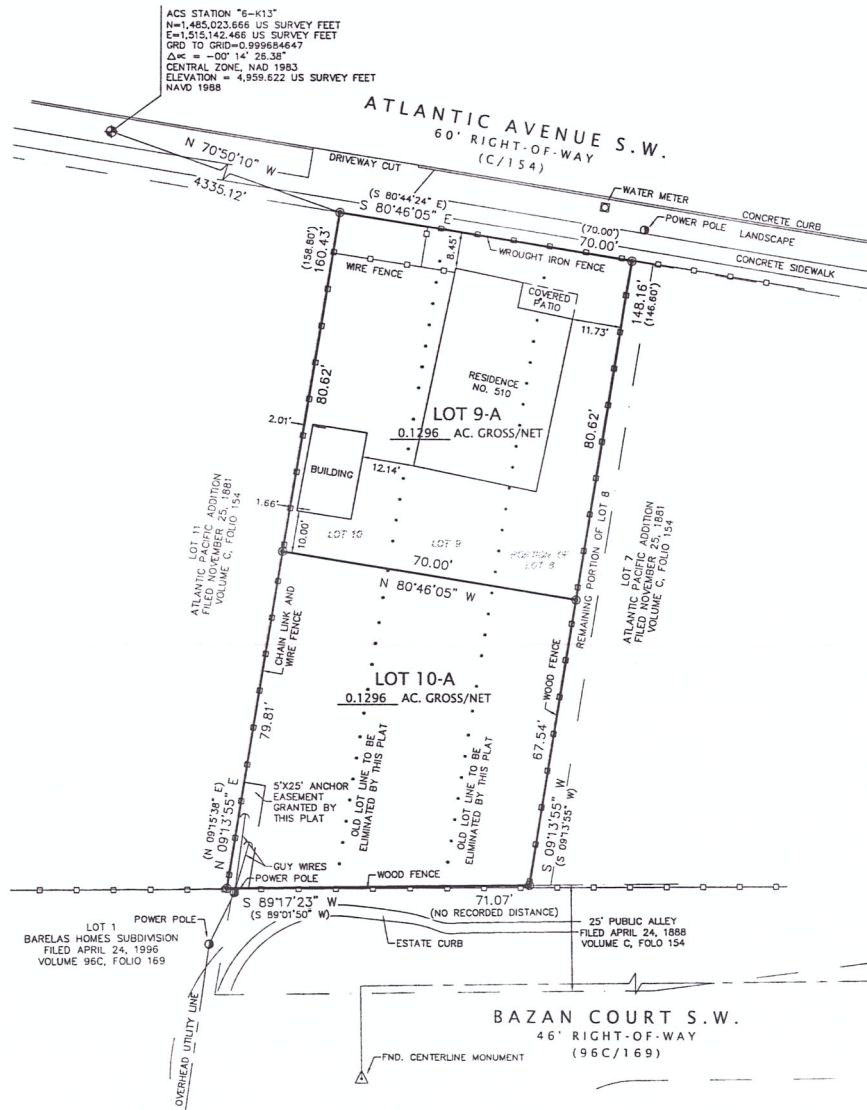 ACS STATION "6-K13"
N=1,485,023.666 US SURVEY FEET
E=1,515,142.466 US SURVEY FEET
GRD TO GRID=0.999684647
Δ∝ = -00° 14' 26.38"
CENTRAL ZONE, NAD 1983
ELEVATION = 4,959.622 US SURVEY FEET
NAVD 1988
ATLANTIC AVENUE S.W.
60' RIGHT-OF-WAY
(C/154)
N 70°50'10" W
4335.12'
DRIVEWAY CUT
(S 80°44'24" E)
S 80°46'05" E
(70.00')
70.00'
WATER METER
POWER POLE
LANDSCAPE
CONCRETE CURB
CONCRETE SIDEWALK
WROUGHT IRON FENCE
WIRE FENCE
8.45'
(158.80')
160.43'
COVERED
PATIO
11.73'
148.16'
(146.60')
RESIDENCE
NO. 510
80.62'
80.62'
LOT 9-A
0.1296 AC. GROSS/NET
2.01'
BUILDING
12.14'
1.66'
10.00'
LOT 10
LOT 9
PORTION OF
LOT 8
70.00'
N 80°46'05" W
LOT 11
ATLANTIC PACIFIC ADDITION
FILED NOVEMBER 25, 1881
VOLUME C, FOLIO 154
REMAINING PORTION OF LOT 8
LOT 7
ATLANTIC PACIFIC ADDITION
FILED NOVEMBER 25, 1881
VOLUME C, FOLIO 154
CHAIN LINK AND
WIRE FENCE
LOT 10-A
0.1296 AC. GROSS/NET
WOOD FENCE
79.81'
67.54'
OLD LOT LINE TO BE
ELIMINATED BY THIS PLAT
OLD LOT LINE TO BE
ELIMINATED BY THIS PLAT
(N 09°15'38" E)
N 09°13'55" E
5'X25' ANCHOR
EASEMENT
GRANTED BY
THIS PLAT
S 09°13'55" W
(S 09°13'55" W)
GUY WIRES
POWER POLE
WOOD FENCE
S 89°17'23" W
71.07'
(S 89°01'50" W)
(NO RECORDED DISTANCE)
LOT 1
BARELAS HOMES SUBDIVISION
FILED APRIL 24, 1996
VOLUME 96C, FOLIO 169
POWER POLE
ESTATE CURB
25' PUBLIC ALLEY
FILED APRIL 24, 1888
VOLUME C, FOLO 154
OVERHEAD UTILITY LINE
BAZAN COURT S.W.
46' RIGHT-OF-WAY
(96C/169)
FND. CENTERLINE MONUMENT